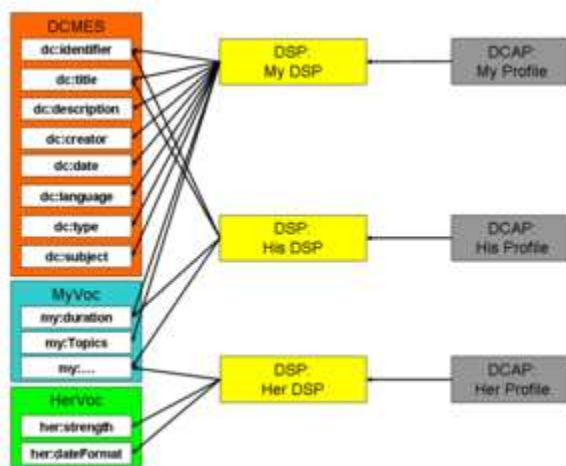 DCMES
dc:identifier
dc:title
dc:description
dc:creator
dc:date
dc:language
dc:type
dc:subject
MyVoc
my:duration
my:Topics
my:....
HerVoc
her:strength
her:dateFormat
DSP:
My DSP
DSP:
His DSP
DSP:
Her DSP
DCAP:
My Profile
DCAP:
His Profile
DCAP:
Her Profile